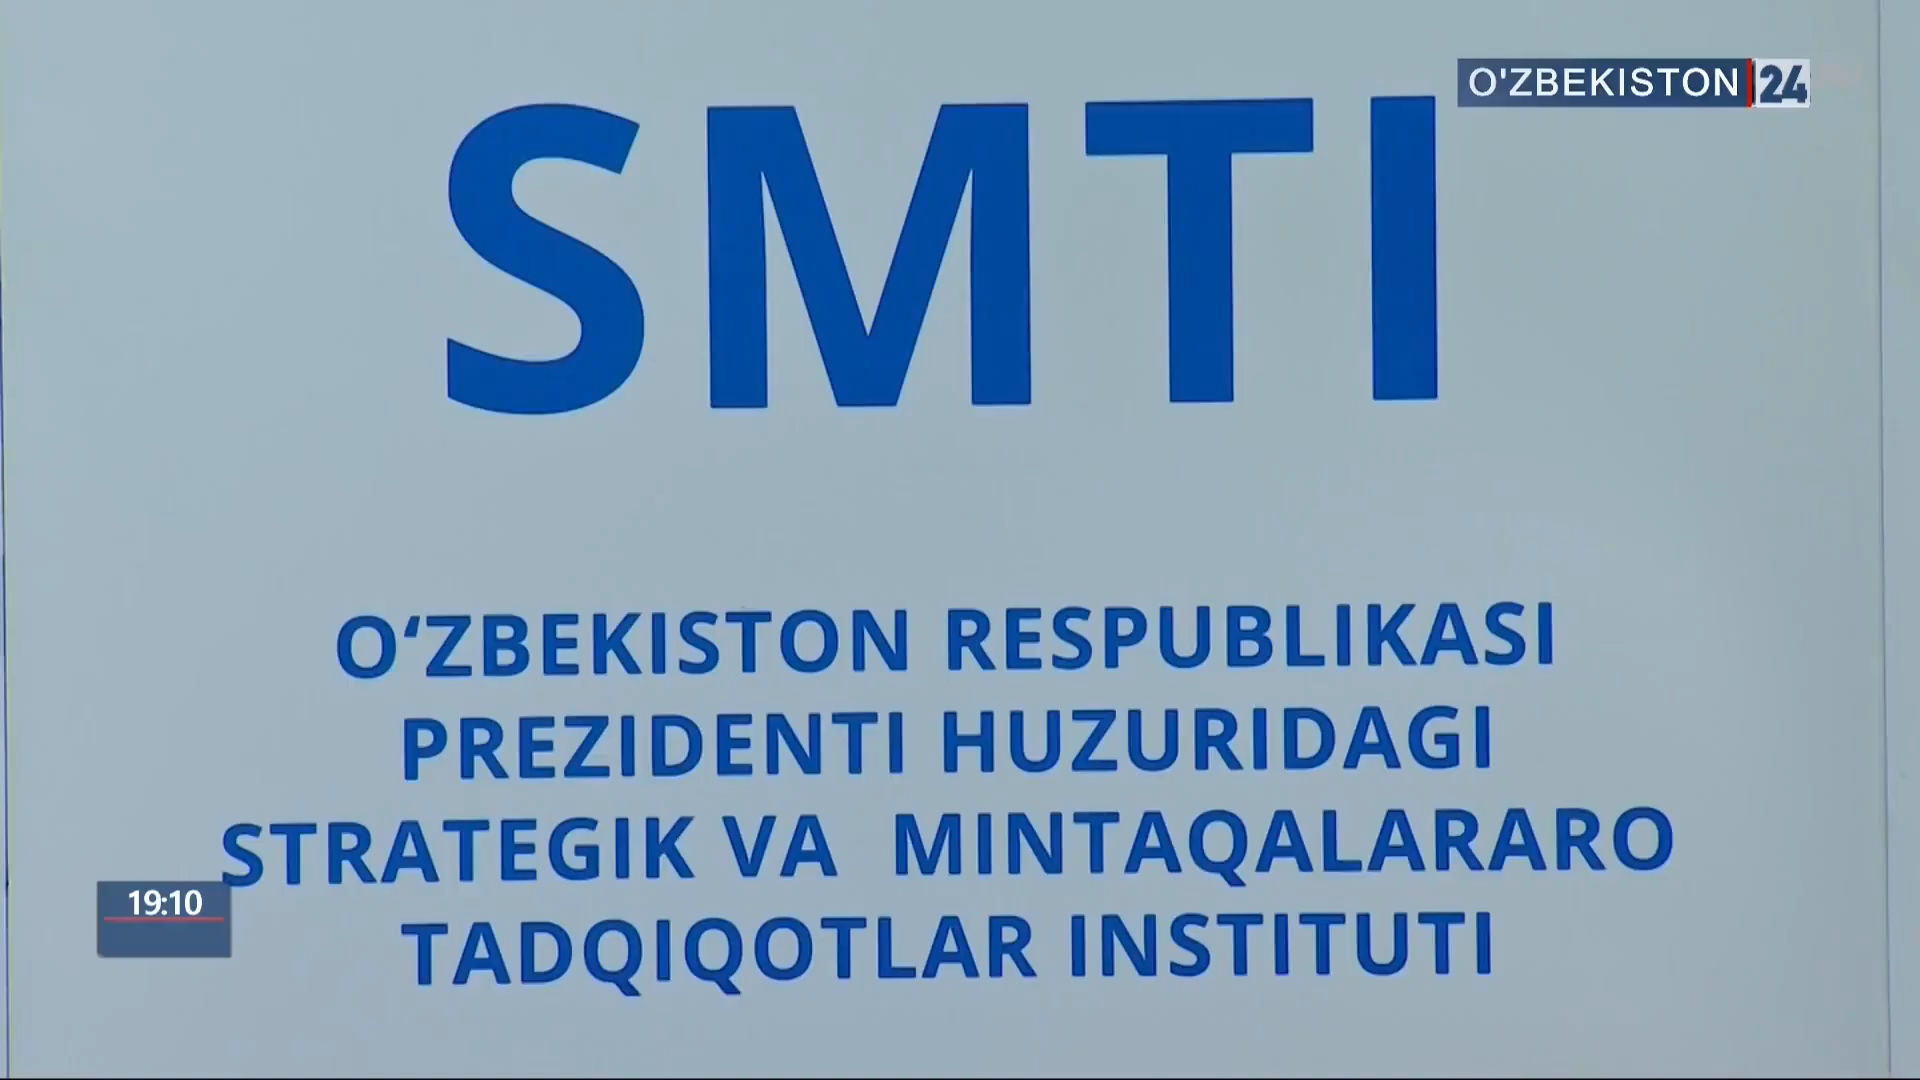 O'ZBEKISTON 24
SMTI
O‘ZBEKISTON RESPUBLIKASI
PREZIDENTI HUZURIDAGI
STRATEGIK VA MINTAQALARARO
TADQIQOTLAR INSTITUTI
19:10